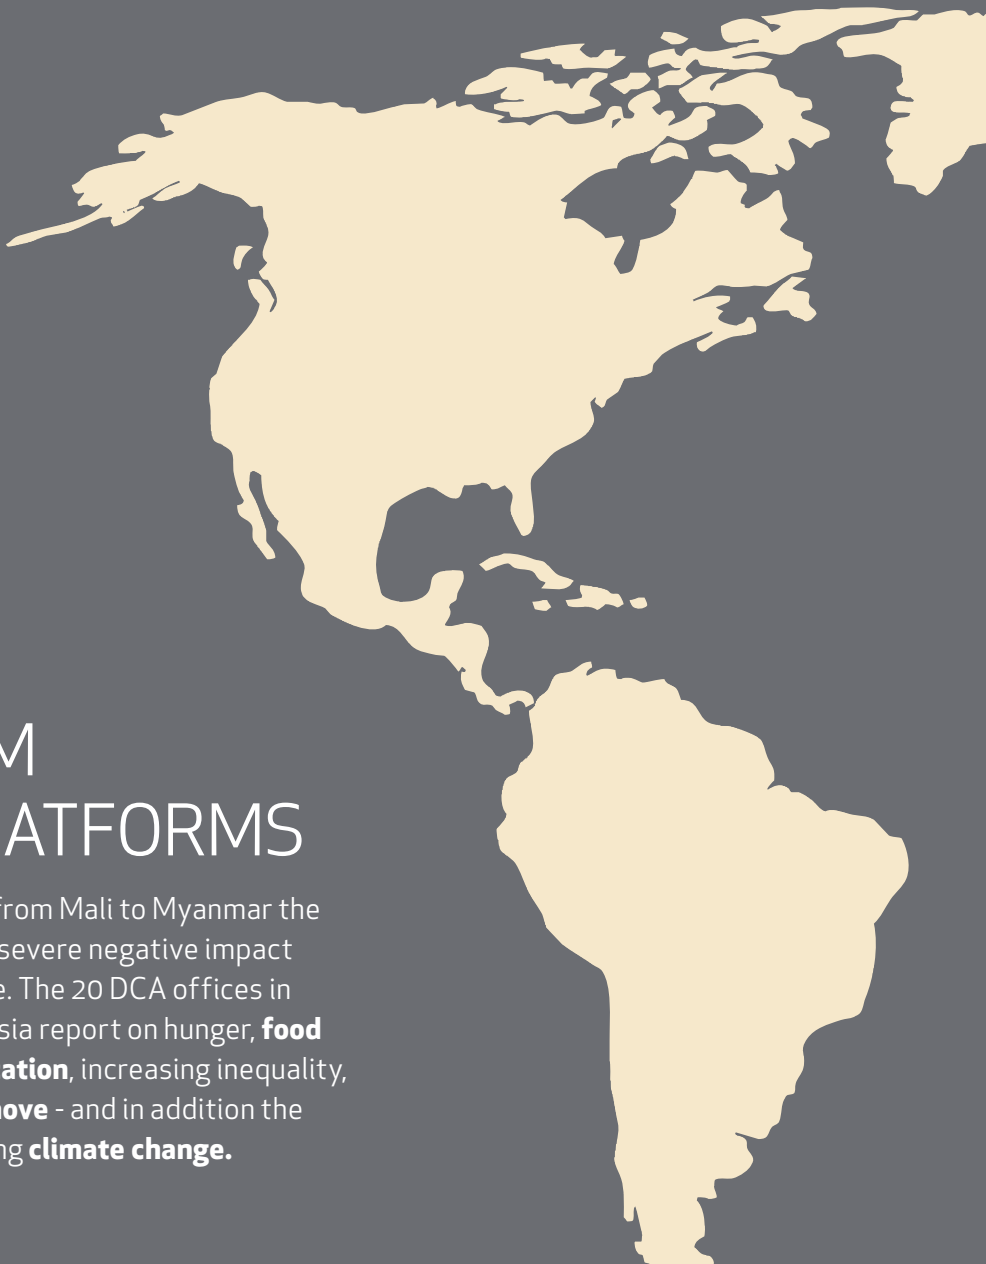 M
ATFORMS
from Mali to Myanmar the
severe negative impact
e. The 20 DCA offices in
sia report on hunger, food
ation, increasing inequality,
ove - and in addition the
ng climate change.